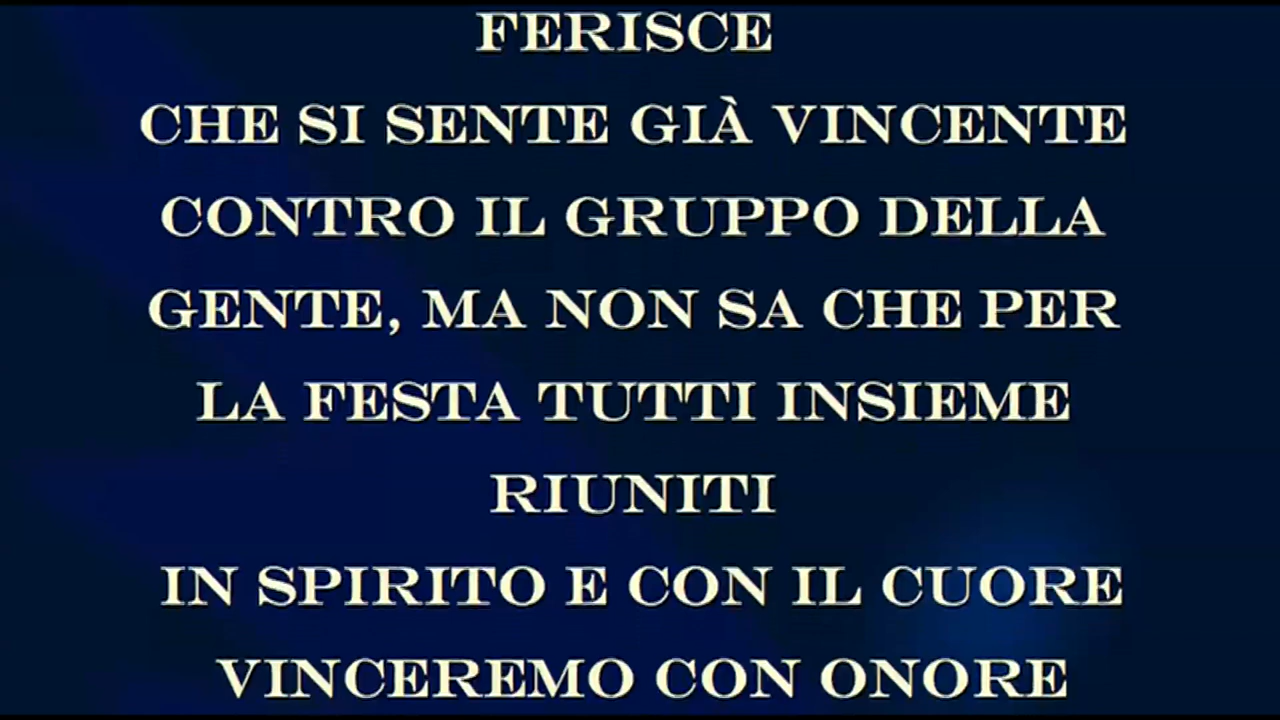 FERISCE
CHE SI SENTE GIÀ VINCENTE
CONTRO IL GRUPPO DELLA
GENTE, MA NON SA CHE PER
LA FESTA TUTTI INSIEME
RIUNITI
IN SPIRITO E CON IL CUORE
VINCEREMO CON ONORE